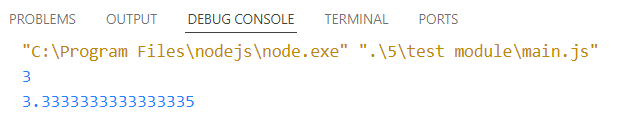 PROBLEMS OUTPUT DEBUG CONSOLE TERMINAL PORTS
"C:\Program Files\nodejs\node.exe" ".\5\test module\main.js"
3
3.3333333333333335